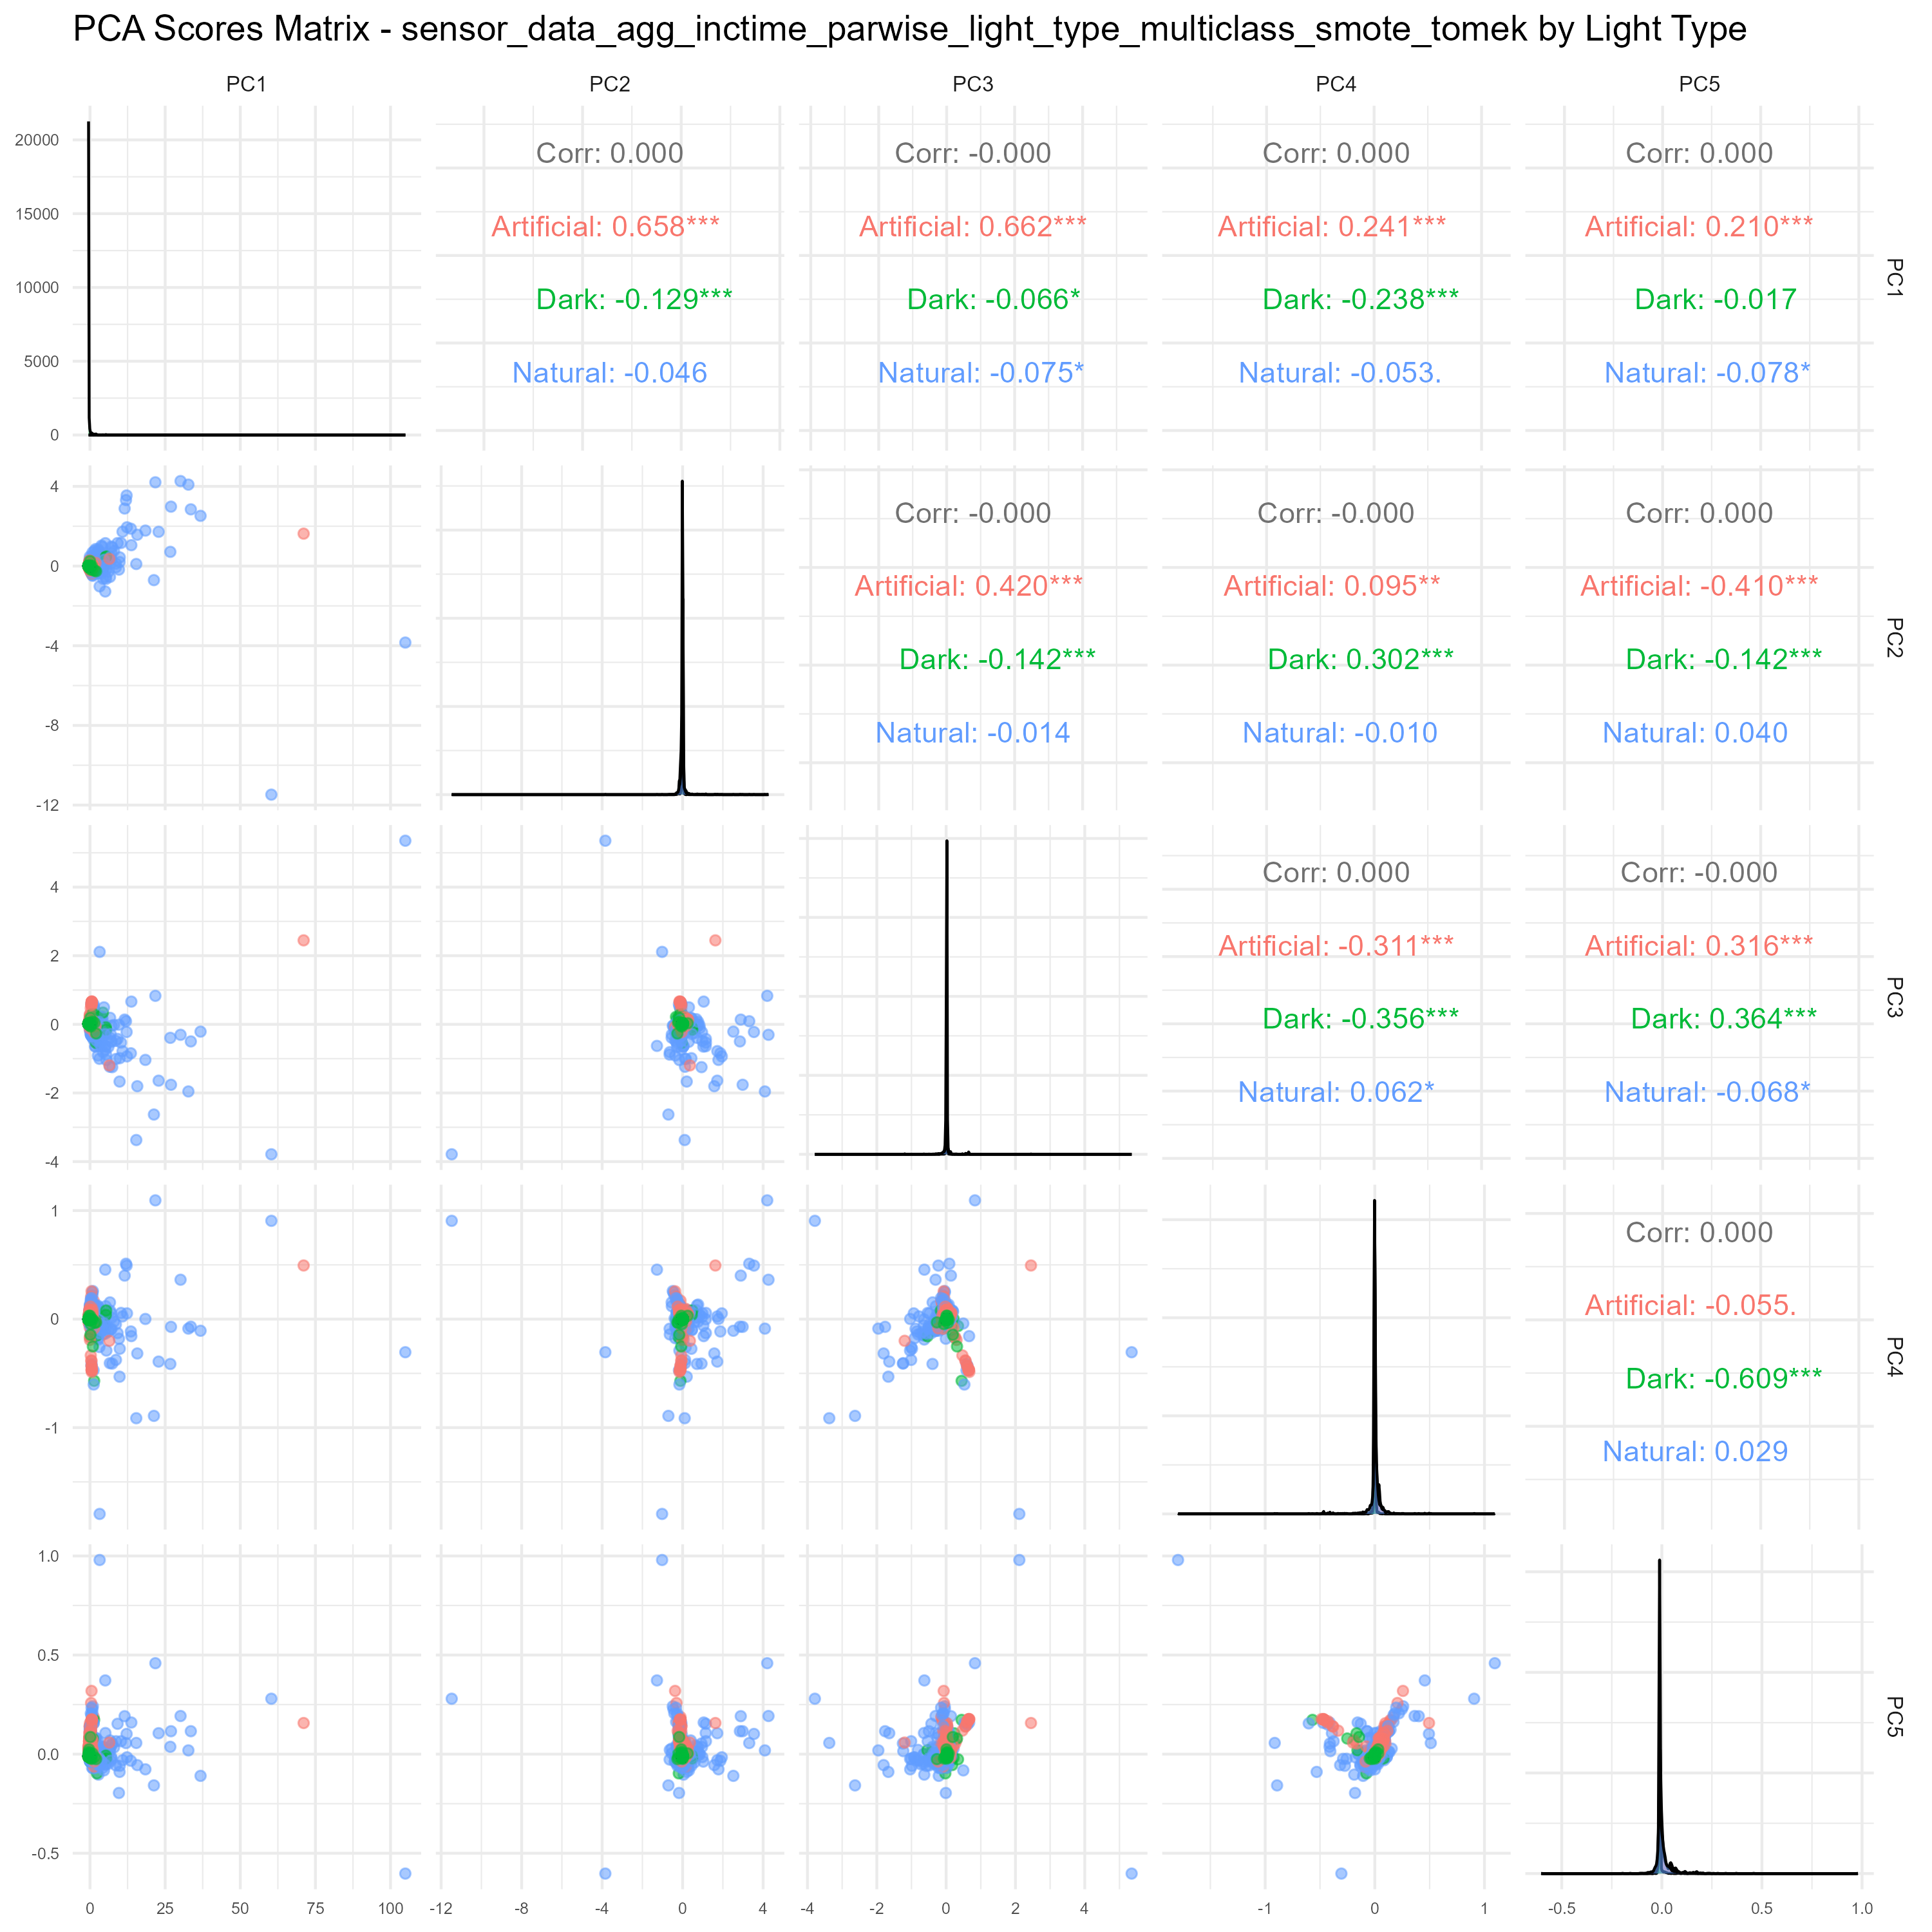 PCA Scores Matrix - sensor_data_agg_inctime_parwise_light_type_multiclass_smote_tomek by Light Type
PC1 PC2 PC3 PC4 PC5
20000
15000
10000
5000
0
Corr: 0.000
Artificial: 0.658***
Dark: -0.129***
Natural: -0.046
Corr: -0.000
Artificial: 0.662***
Dark: -0.066*
Natural: -0.075*
Corr: 0.000
Artificial: 0.241***
Dark: -0.238***
Natural: -0.053.
Corr: 0.000
Artificial: 0.210***
Dark: -0.017
Natural: -0.078*
PC1
4
0
-4
-8
-12
Corr: -0.000
Artificial: 0.420***
Dark: -0.142***
Natural: -0.014
Corr: -0.000
Artificial: 0.095**
Dark: 0.302***
Natural: -0.010
Corr: 0.000
Artificial: -0.410***
Dark: -0.142***
Natural: 0.040
PC2
4
2
0
-2
-4
Corr: 0.000
Artificial: -0.311***
Dark: -0.356***
Natural: 0.062*
Corr: -0.000
Artificial: 0.316***
Dark: 0.364***
Natural: -0.068*
PC3
1
0
-1
Corr: 0.000
Artificial: -0.055.
Dark: -0.609***
Natural: 0.029
PC4
1.0
0.5
0.0
-0.5
PC5
0 25 50 75 100
-12 -8 -4 0 4
-4 -2 0 2 4
-1 0 1
-0.5 0.0 0.5 1.0